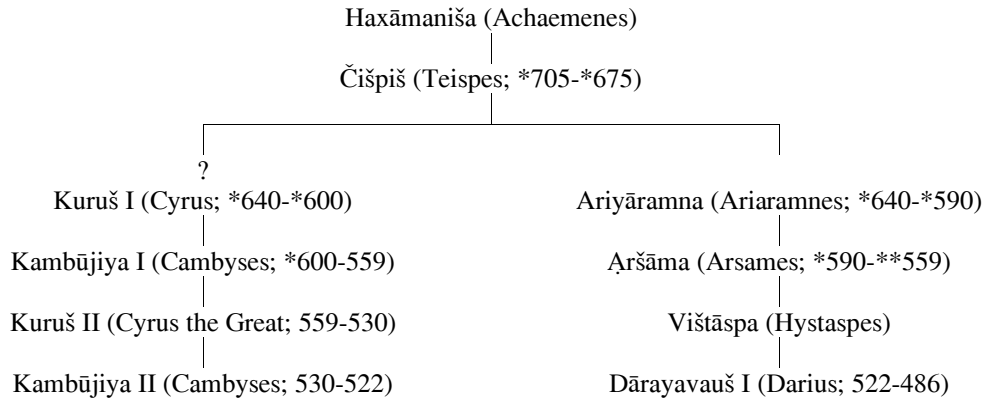 Haxāmaniša (Achaemenes)
Čišpiš (Teispes; *705-*675)
?
Kuruš I (Cyrus; *640-*600)
Ariyāramna (Ariaramnes; *640-*590)
Kambūjiya I (Cambyses; *600-559)
Ạršāma (Arsames; *590-**559)
Kuruš II (Cyrus the Great; 559-530)
Vištāspa (Hystaspes)
Kambūjiya II (Cambyses; 530-522)
Dārayavauš I (Darius; 522-486)